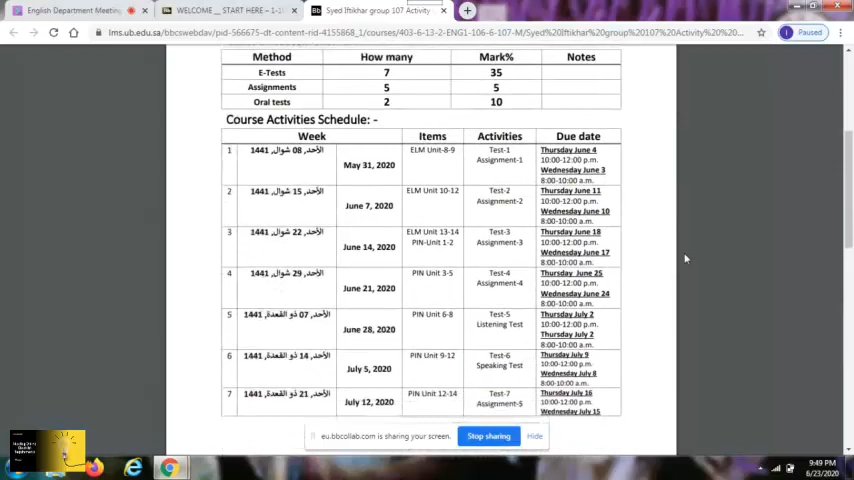 English Department Meeting
WELCOME __ START HERE – 1-10
Syed Iftikhar group 107 Activity
lms.ub.edu.sa/bbcswebdav/pid-566675-dt-content-rid-4155868_1/courses/403-6-13-2-ENG1-106-6-107-M/Syed%20Iftikhar%20group%20107%20Activity%20%20...
Paused
Method How many Mark% Notes
E-Tests 7 35
Assignments 5 5
Oral tests 2 10
Course Activities Schedule: -
Week Items Activities Due date
1 الأحد, 08 شوال, 1441 May 31, 2020 ELM Unit-8-9 Test-1 Thursday June 4
Assignment-1 10:00-12:00 p.m.
Wednesday June 3
8:00-10:00 a.m.
2 الأحد, 15 شوال, 1441 June 7, 2020 ELM Unit 10-12 Test-2 Thursday June 11
Assignment-2 10:00-12:00 p.m.
Wednesday June 10
8:00-10:00 a.m.
3 الأحد, 22 شوال, 1441 June 14, 2020 ELM Unit 13-14 Test-3 Thursday June 18
PIN-Unit 1-2 Assignment-3 10:00-12:00 p.m.
Wednesday June 17
8:00-10:00 a.m.
4 الأحد, 29 شوال, 1441 June 21, 2020 PIN Unit 3-5 Test-4 Thursday June 25
Assignment-4 10:00-12:00 p.m.
Wednesday June 24
8:00-10:00 a.m.
5 الأحد, 07 ذو القعدة, 1441 June 28, 2020 PIN Unit 6-8 Test-5 Thursday July 2
Listening Test 10:00-12:00 p.m.
Thursday July 2
8:00-10:00 a.m.
6 الأحد, 14 ذو القعدة, 1441 July 5, 2020 PIN Unit 9-12 Test-6 Thursday July 9
Speaking Test 10:00-12:00 p.m.
Wednesday July 8
8:00-10:00 a.m.
7 الأحد, 21 ذو القعدة, 1441 July 12, 2020 PIN Unit 12-14 Test-7 Thursday July 16
Assignment-5 10:00-12:00 p.m.
Wednesday July 15
eu.bbcollab.com is sharing your screen.
Stop sharing
Hide
9:49 PM
6/23/2020